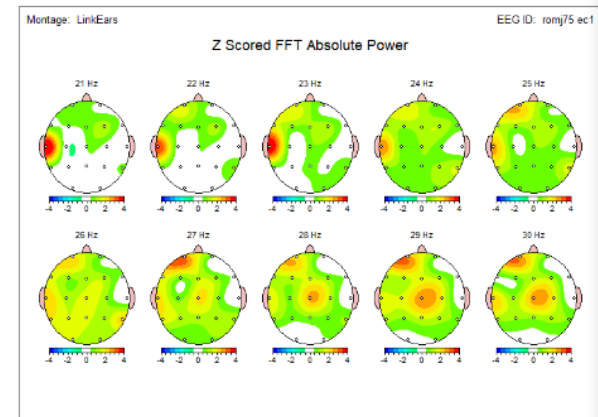 Montage: LinkEars EEG ID: romj75 ec1
Z Scored FFT Absolute Power
21 Hz 22 Hz 23 Hz 24 Hz 25 Hz
-4 -2 0 2 4 -4 -2 0 2 4 -4 -2 0 2 4 -4 -2 0 2 4 -4 -2 0 2 4
26 Hz 27 Hz 28 Hz 29 Hz 30 Hz
-4 -2 0 2 4 -4 -2 0 2 4 -4 -2 0 2 4 -4 -2 0 2 4 -4 -2 0 2 4